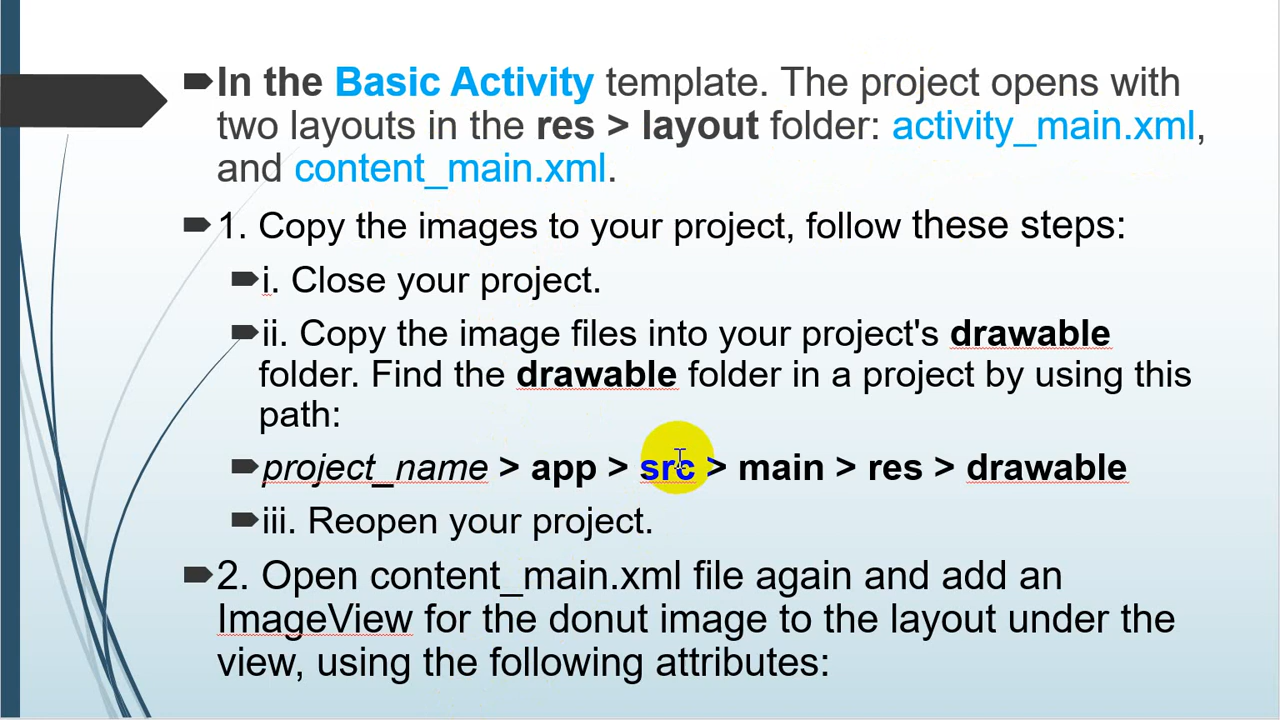 In the Basic Activity template. The project opens with
two layouts in the res > layout folder: activity_main.xml,
and content_main.xml.
1. Copy the images to your project, follow these steps:
i. Close your project.
ii. Copy the image files into your project's drawable
folder. Find the drawable folder in a project by using this
path:
project_name > app > src > main > res > drawable
iii. Reopen your project.
2. Open content_main.xml file again and add an
ImageView for the donut image to the layout under the
view, using the following attributes: